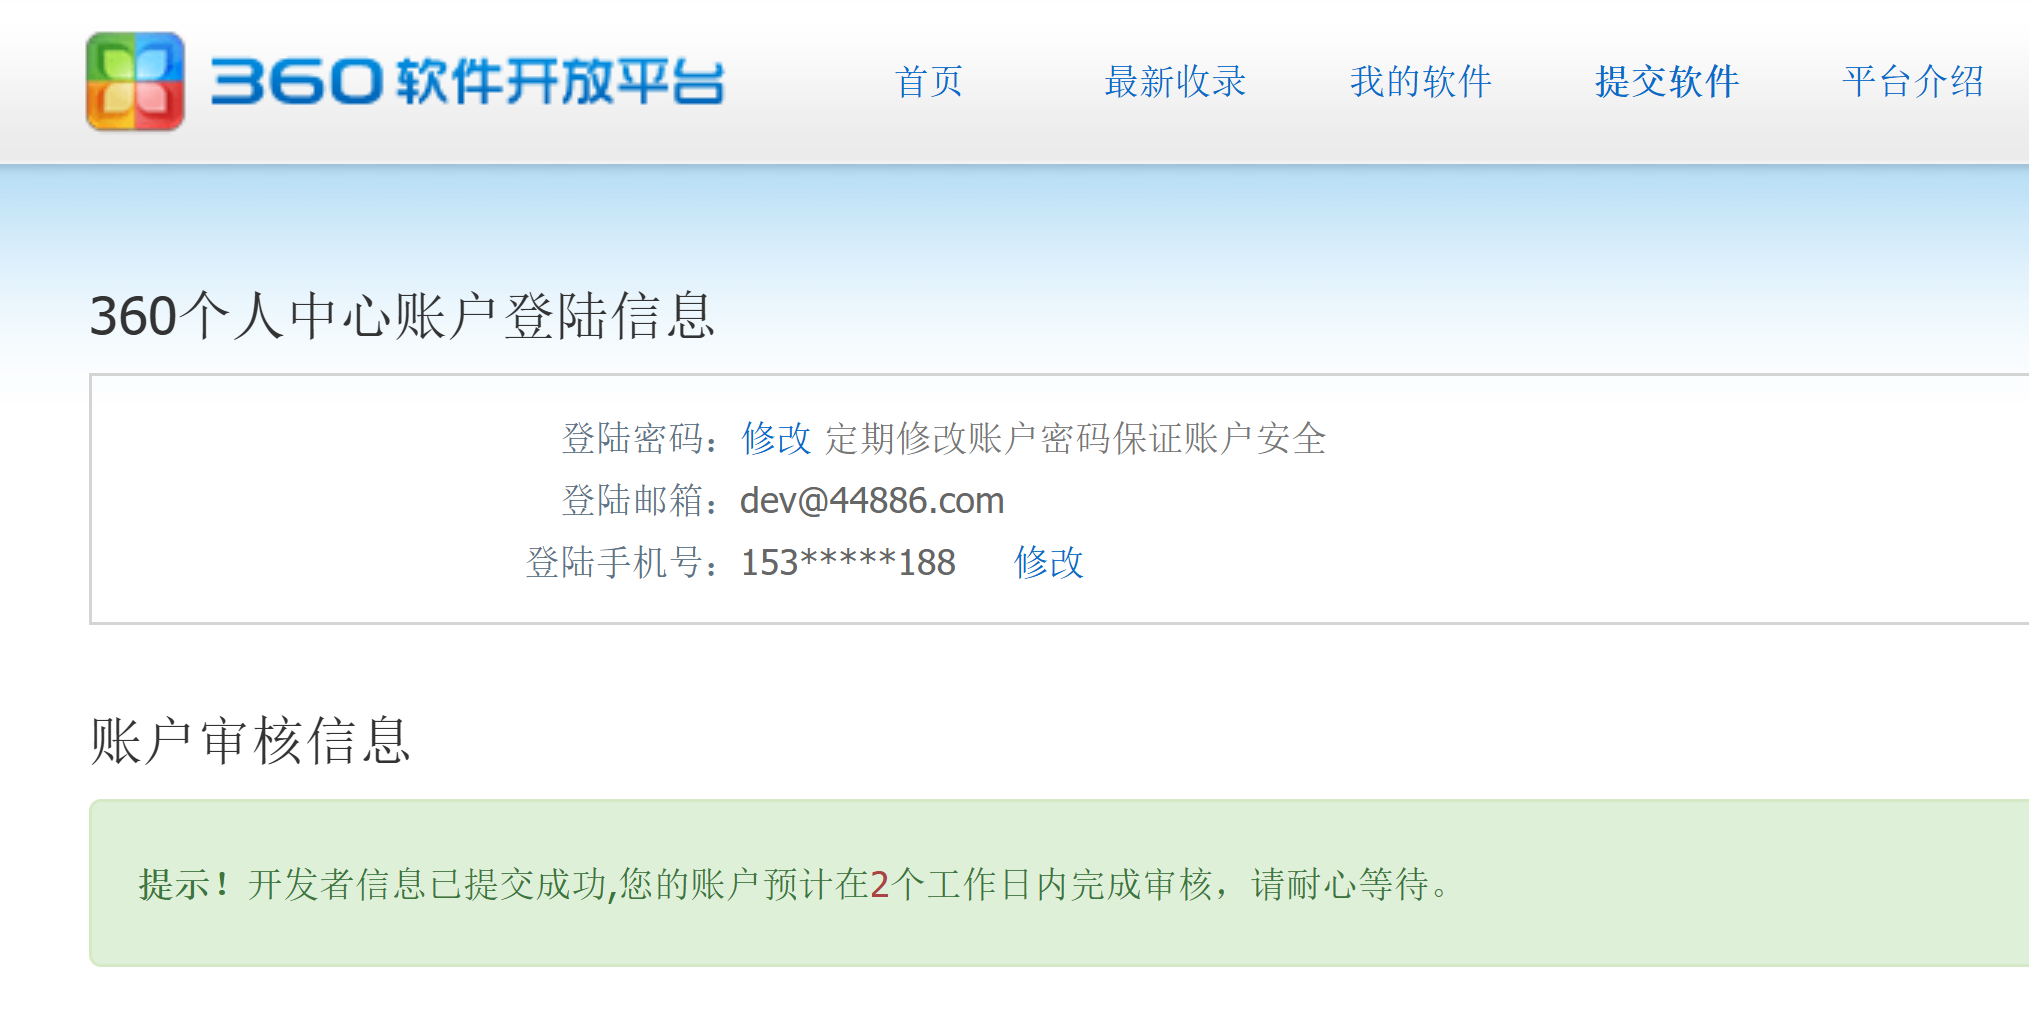 360软件开放平台 首页 最新收录 我的软件 提交软件 平台介绍
360个人中心账户登陆信息
登陆密码：修改 定期修改账户密码保证账户安全
登陆邮箱：dev@44886.com
登陆手机号：153*****188 修改
账户审核信息
提示！开发者信息已提交成功,您的账户预计在2个工作日内完成审核，请耐心等待。